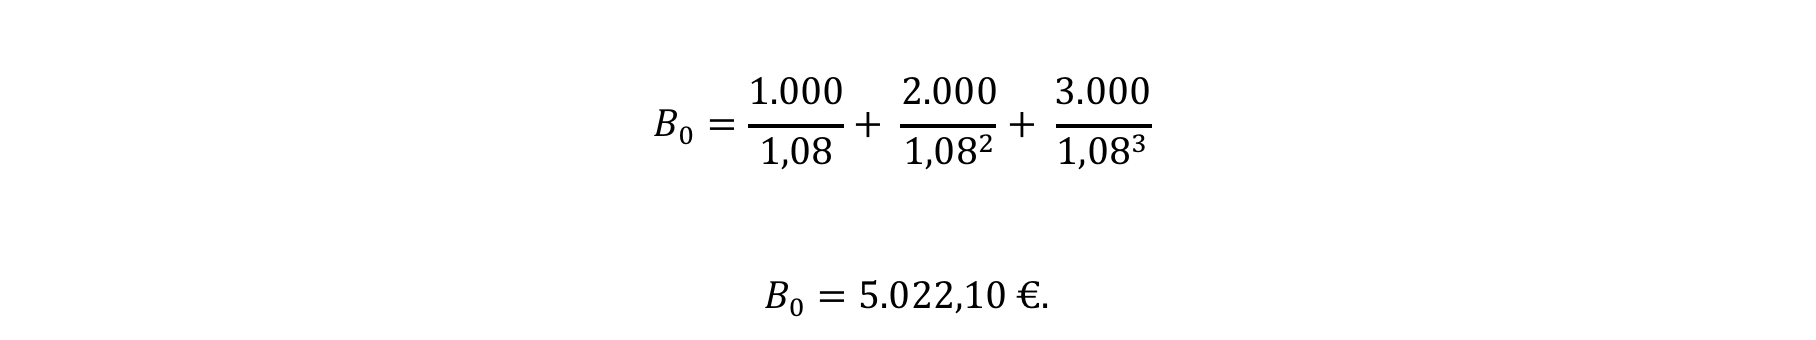 B₀ = 1.000/1,08 + 2.000/1,08² + 3.000/1,08³
B₀ = 5.022,10 €.